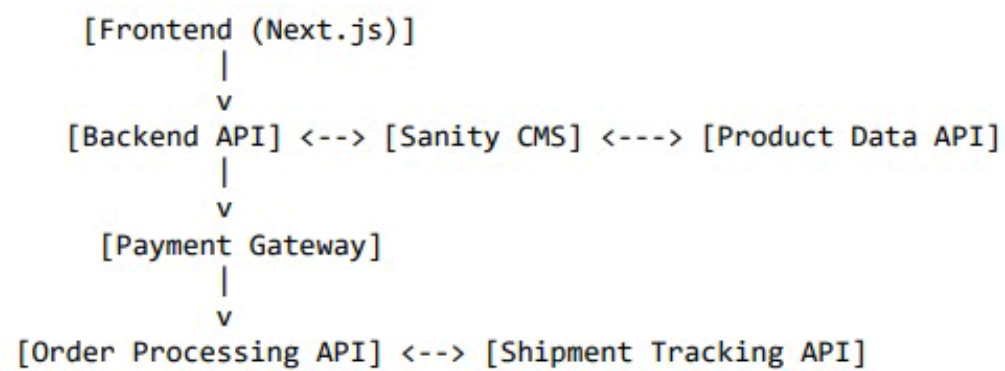 [Frontend (Next.js)]
|
v
[Backend API] <--> [Sanity CMS] <---> [Product Data API]
|
v
[Payment Gateway]
|
v
[Order Processing API] <--> [Shipment Tracking API]